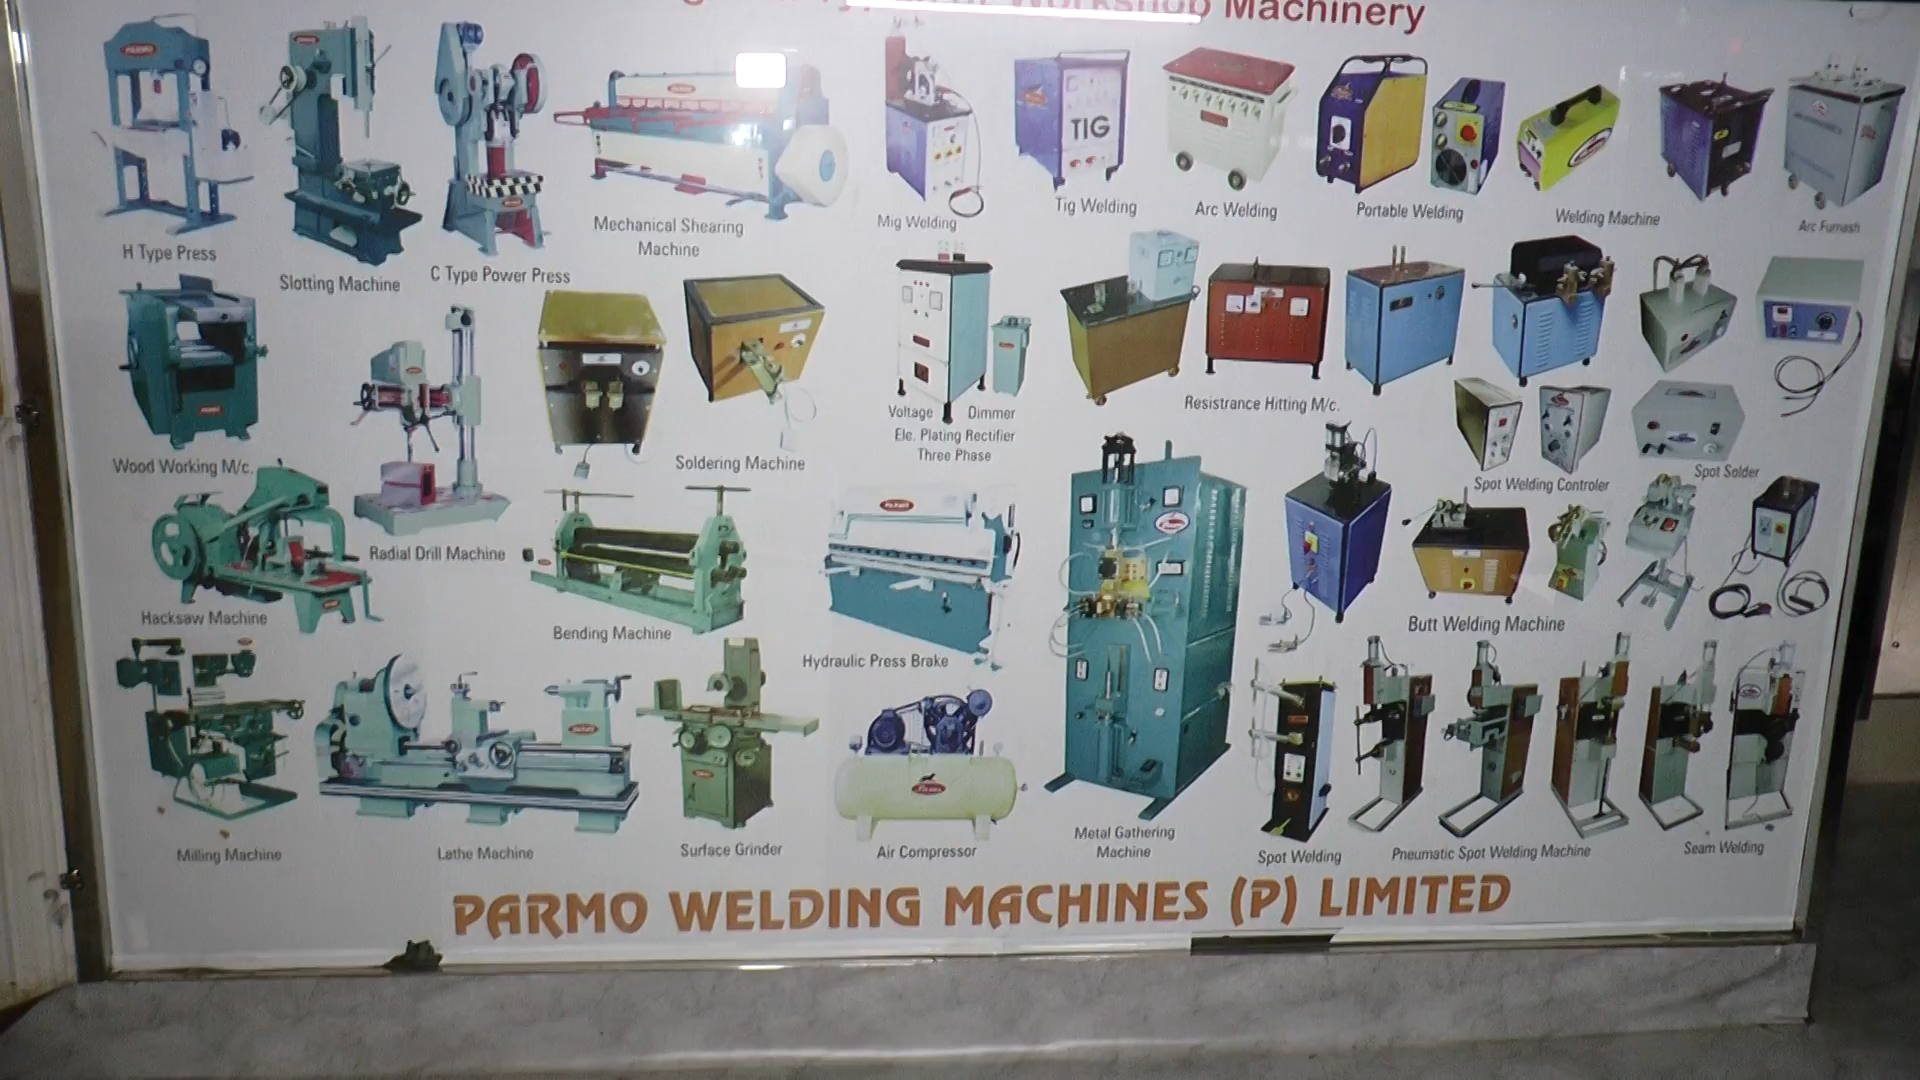 Workshop Machinery
H Type Press
Slotting Machine
C Type Power Press
Mechanical Shearing
Machine
Mig Welding
TIG
Tig Welding
Arc Welding
Portable Welding
Welding Machine
Arc Furnash
Wood Working M/c.
Radial Drill Machine
Soldering Machine
Voltage Dimmer
Ele. Plating Rectifier
Three Phase
Resistrance Hitting M/c.
Spot Welding Controler
Spot Solder
Hacksaw Machine
Bending Machine
Hydraulic Press Brake
Butt Welding Machine
Milling Machine
Lathe Machine
Surface Grinder
Air Compressor
Metal Gathering
Machine
Spot Welding
Pneumatic Spot Welding Machine
Seam Welding
PARMO WELDING MACHINES (P) LIMITED